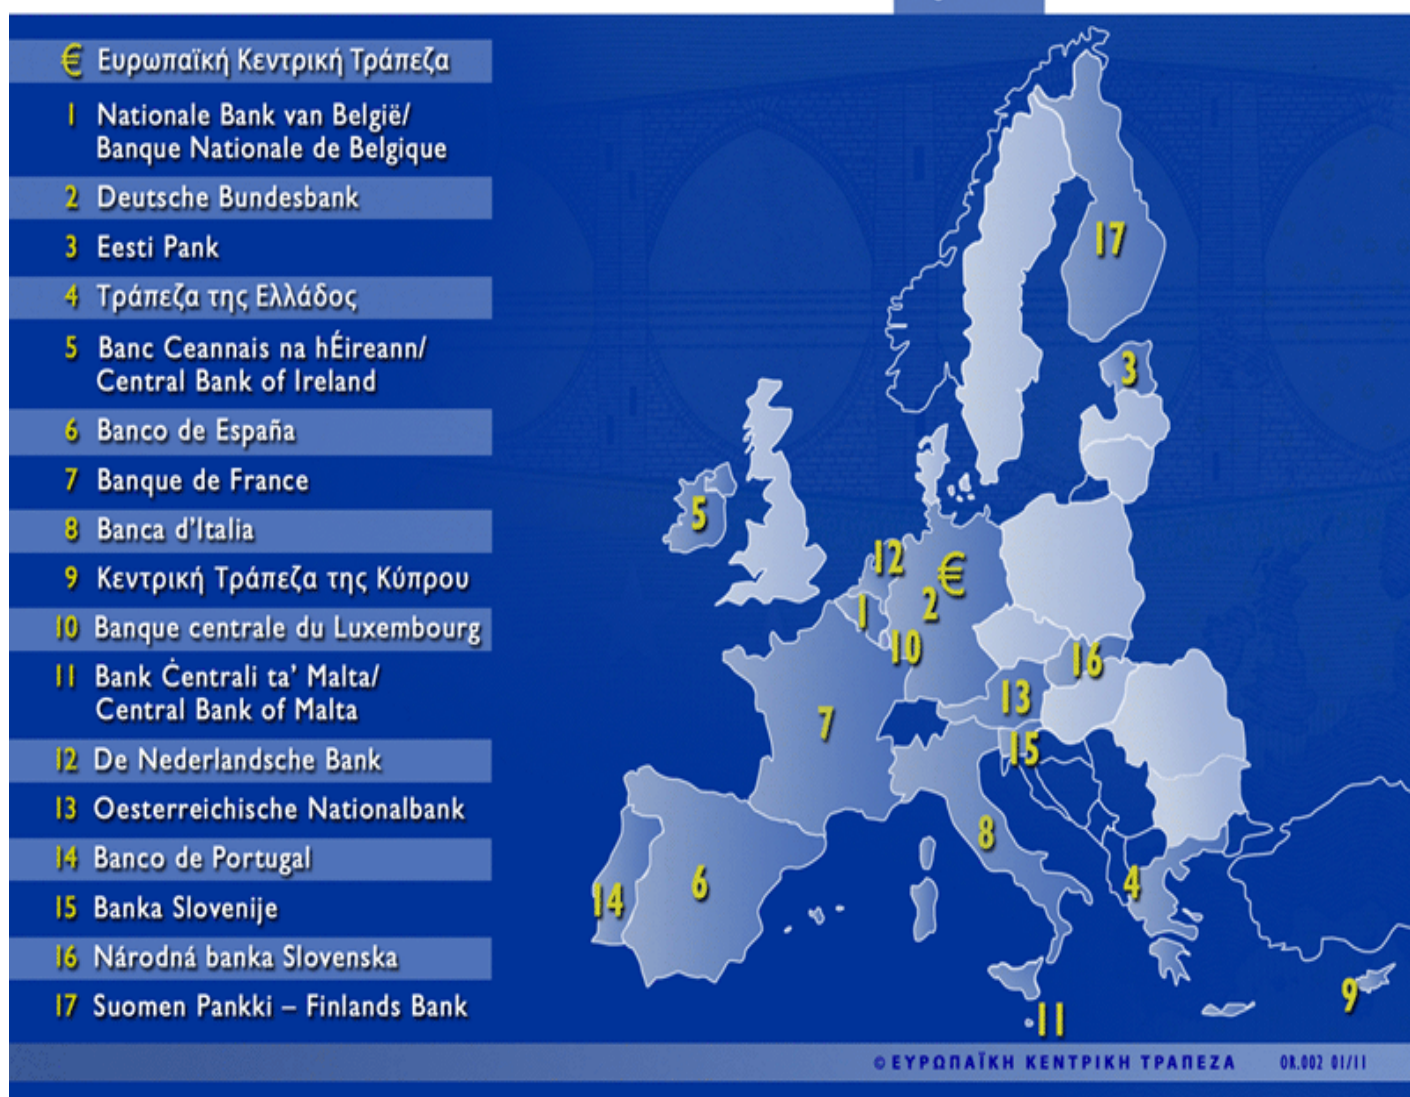 € Ευρωπαϊκή Κεντρική Τράπεζα
1 Nationale Bank van België/
Banque Nationale de Belgique
2 Deutsche Bundesbank
3 Eesti Pank
4 Τράπεζα της Ελλάδος
5 Banc Ceannais na hÉireann/
Central Bank of Ireland
6 Banco de España
7 Banque de France
8 Banca d'Italia
9 Κεντρική Τράπεζα της Κύπρου
10 Banque centrale du Luxembourg
11 Bank Ċentrali ta' Malta/
Central Bank of Malta
12 De Nederlandsche Bank
13 Oesterreichische Nationalbank
14 Banco de Portugal
15 Banka Slovenije
16 Národná banka Slovenska
17 Suomen Pankki – Finlands Bank
17
3
5
12
€
2
1
10
16
13
7
15
8
4
6
14
9
11
© ΕΥΡΩΠΑΪΚΗ ΚΕΝΤΡΙΚΗ ΤΡΑΠΕΖΑ OR.002 01/11